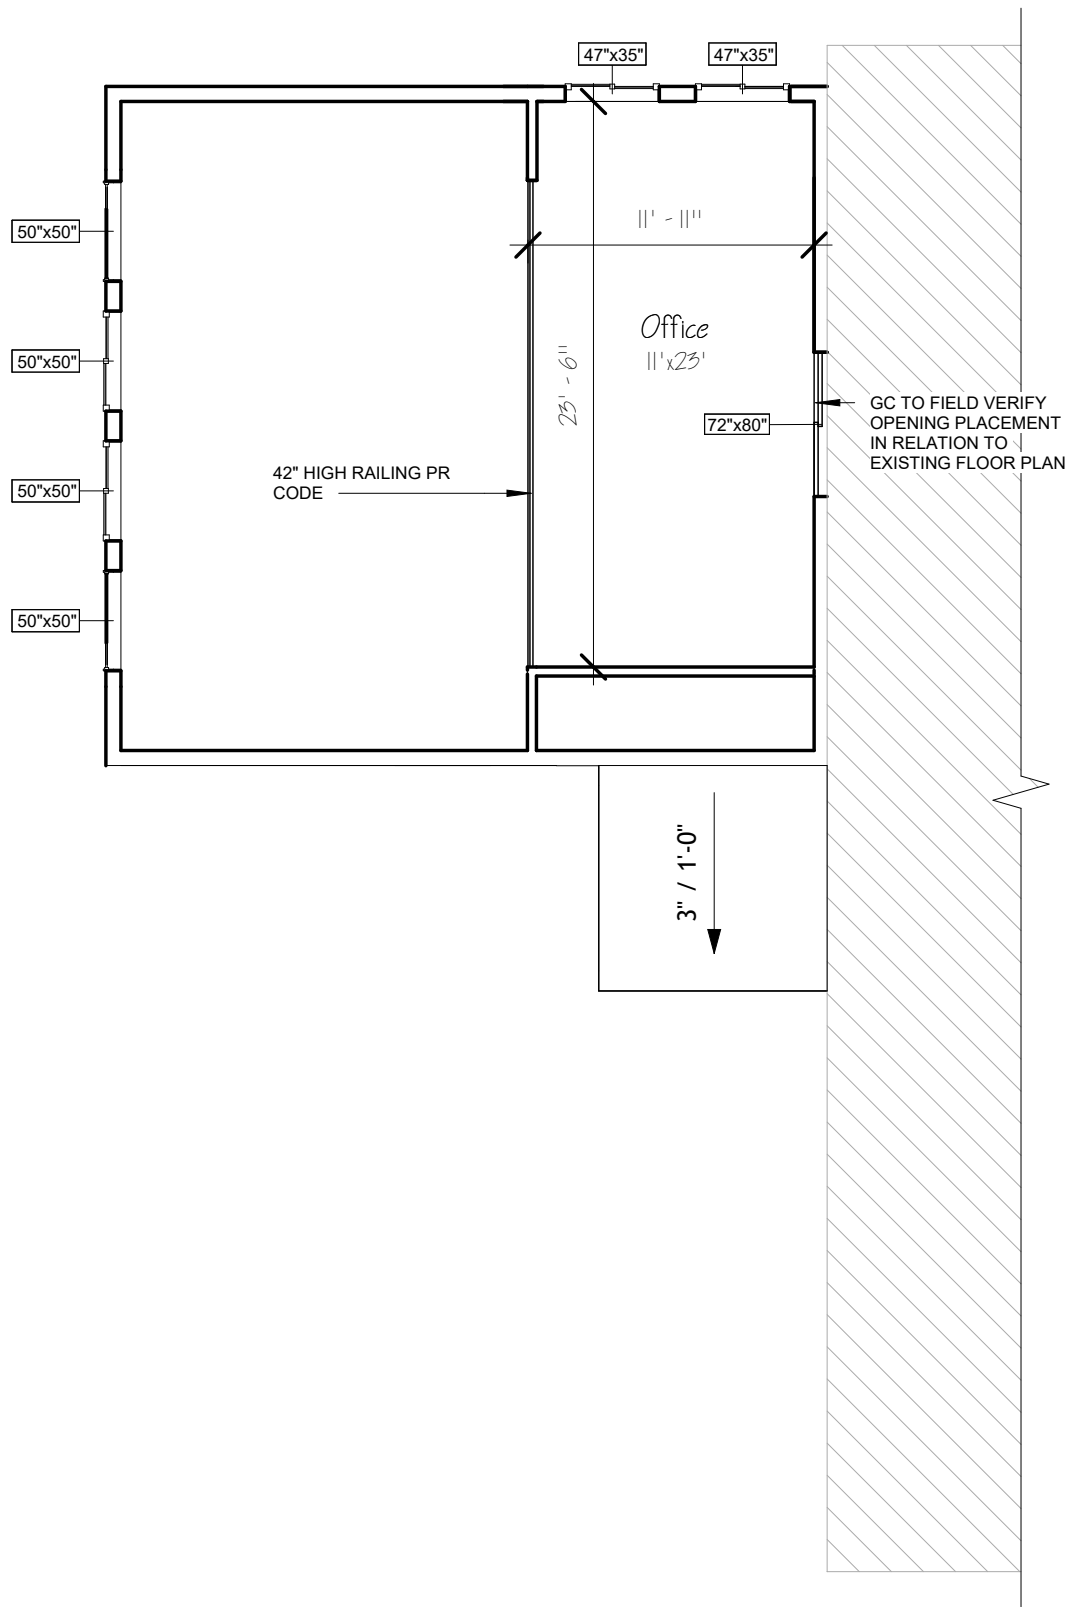 47"x35"
47"x35"
50"x50"
11' - 11"
Office
11'x23'
23' - 6"
50"x50"
GC TO FIELD VERIFY
OPENING PLACEMENT
IN RELATION TO
EXISTING FLOOR PLAN
72"x80"
42" HIGH RAILING PR
CODE
50"x50"
50"x50"
3" / 1'-0"